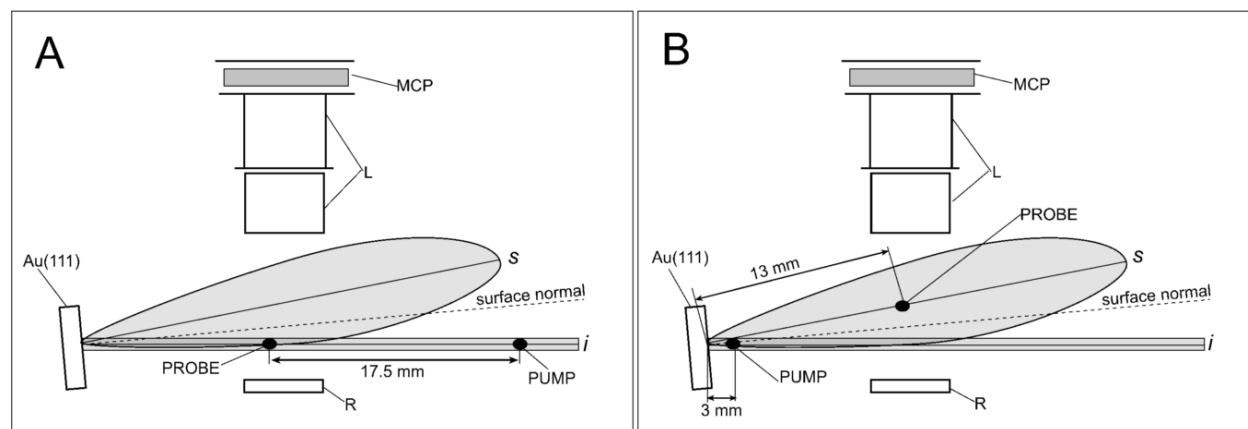 A
MCP
L
Au(111)
s
surface normal
i
PROBE
17.5 mm
PUMP
R
B
MCP
L
PROBE
Au(111)
13 mm
s
surface normal
i
PUMP
3 mm
R